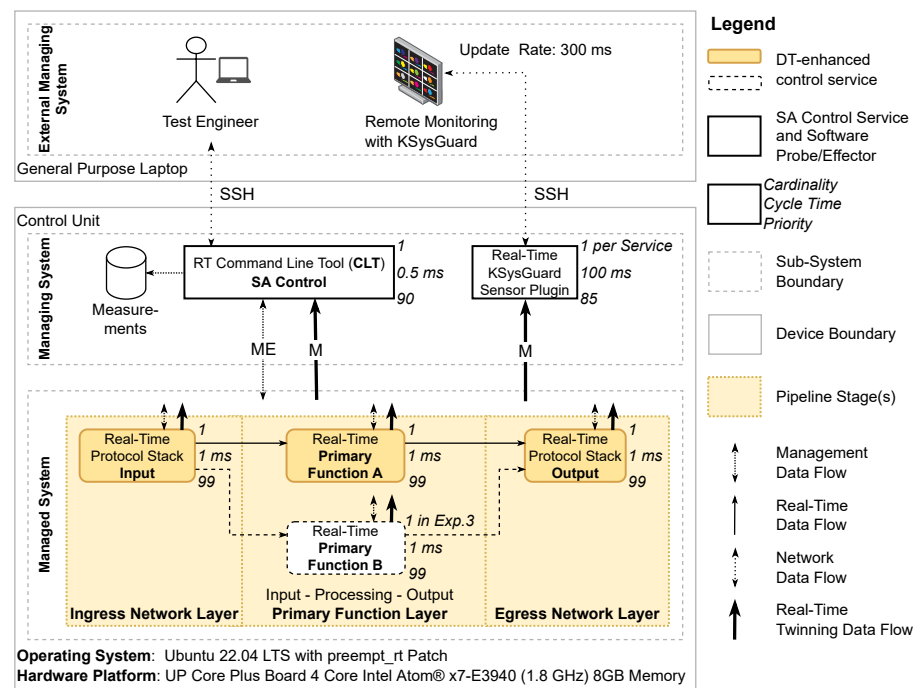 External Managing
System
Test Engineer
Update Rate: 300 ms
Remote Monitoring
with KSysGuard
General Purpose Laptop
SSH
SSH
Control Unit
Managing System
Measure-
ments
RT Command Line Tool (CLT)
SA Control
1
0.5 ms
90
Real-Time
KSysGuard
Sensor Plugin
1 per Service
100 ms
85
ME
M
M
Managed System
Real-Time
Protocol Stack
Input
1
1 ms
99
Real-Time
Primary
Function A
1
1 ms
99
Real-Time
Protocol Stack
Output
1
1 ms
99
Real-Time
Primary
Function B
1 in Exp.3
1 ms
99
Input - Processing - Output
Ingress Network Layer
Primary Function Layer
Egress Network Layer
Operating System: Ubuntu 22.04 LTS with preempt_rt Patch
Hardware Platform: UP Core Plus Board 4 Core Intel Atom® x7-E3940 (1.8 GHz) 8GB Memory
Legend
DT-enhanced
control service
SA Control Service
and Software
Probe/Effector
Cardinality
Cycle Time
Priority
Sub-System
Boundary
Device Boundary
Pipeline Stage(s)
Management
Data Flow
Real-Time
Data Flow
Network
Data Flow
Real-Time
Twinning Data Flow